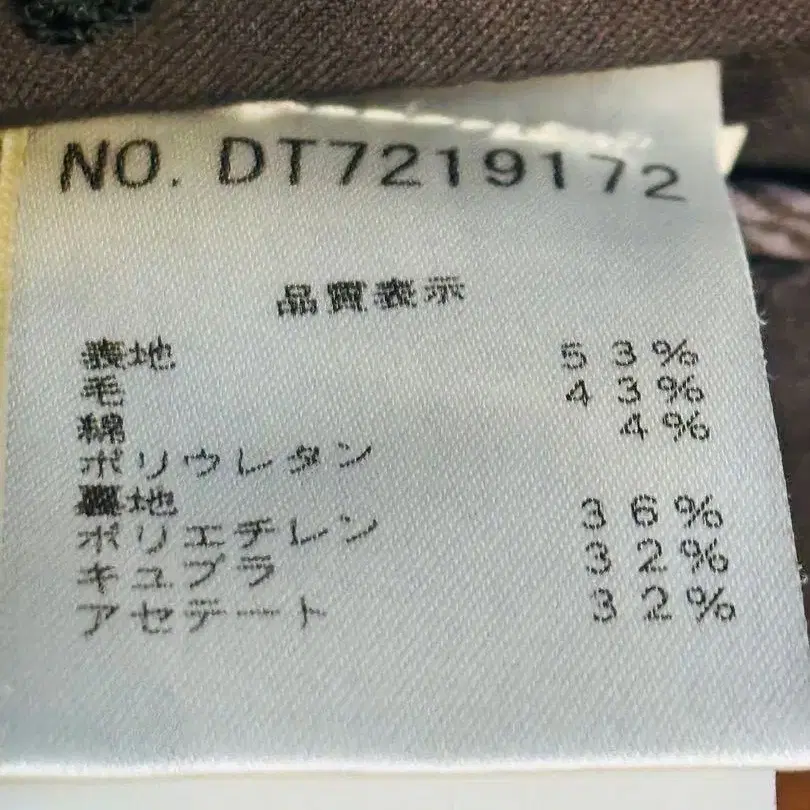 NO. DT7219172
品質表示
表地 53%
毛 43%
綿 4%
ポリウレタン
裏地
ポリエチレン 36%
キュプラ 32%
アセテート 32%